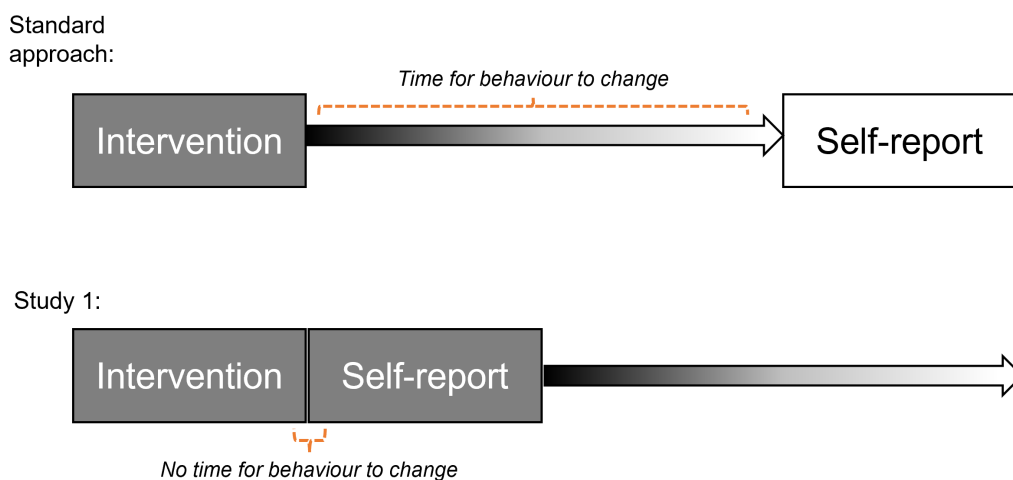 Standard
approach:
Time for behaviour to change
Intervention
Self-report
Study 1:
Intervention
Self-report
No time for behaviour to change